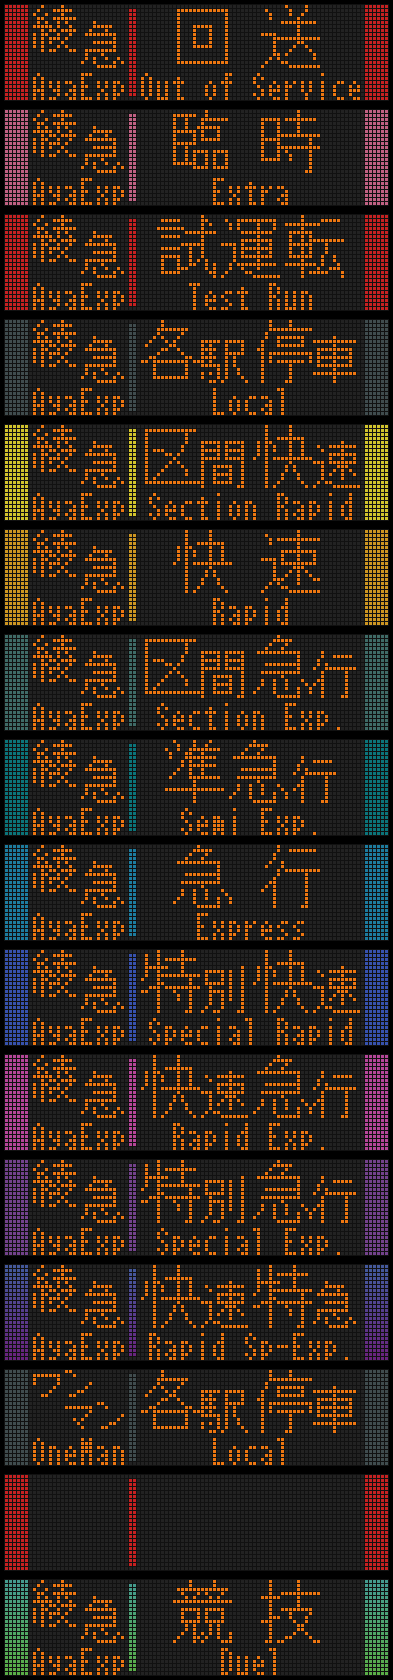 綾急 回送
AyaExp Out of Service
綾急 臨時
AyaExp Extra
綾急 試運転
AyaExp Test Run
綾急 各駅停車
AyaExp Local
綾急 区間快速
AyaExp Section Rapid
綾急 快速
AyaExp Rapid
綾急 区間急行
AyaExp Section Exp.
綾急 準急行
AyaExp Semi Exp.
綾急 急行
AyaExp Express
綾急 特別快速
AyaExp Special Rapid
綾急 快速急行
AyaExp Rapid Exp.
綾急 特別急行
AyaExp Special Exp.
綾急 快速特急
AyaExp Rapid Sp-Exp.
ワンマン 各駅停車
OneMan Local
綾急
AyaExp Duel